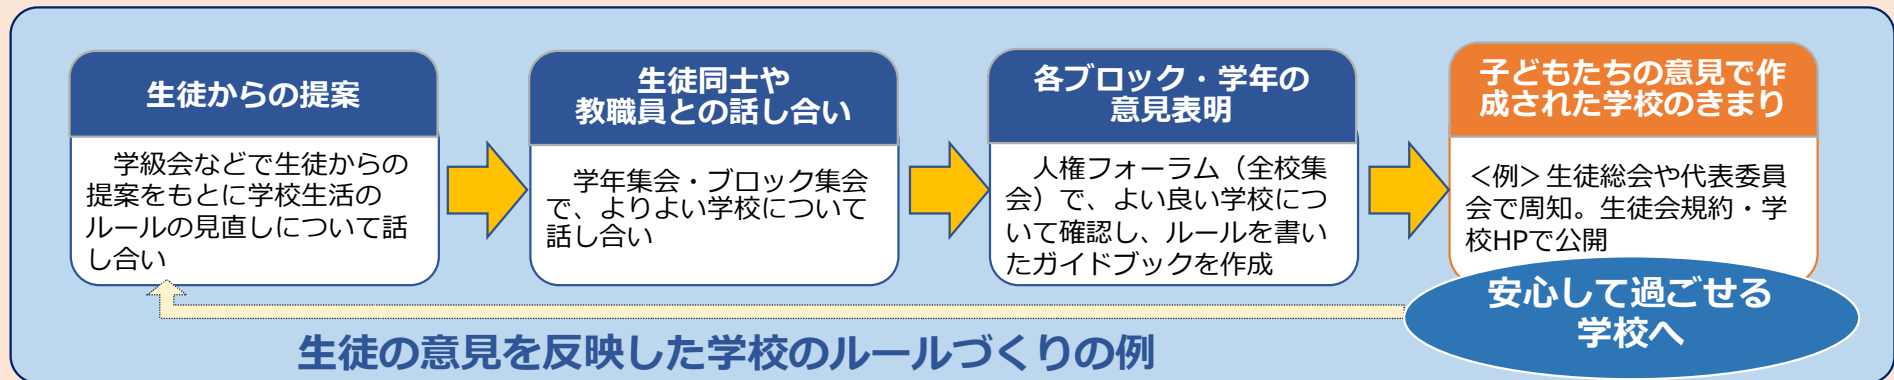 生徒からの提案
学級会などで生徒からの
提案をもとに学校生活の
ルールの見直しについて話
し合い
生徒同士や
教職員との話し合い
学年集会・ブロック集会
で、よりよい学校について
話し合い
各ブロック・学年の
意見表明
人権フォーラム（全校集
会）で、よい良い学校につ
いて確認し、ルールを書い
たガイドブックを作成
子どもたちの意見で作
成された学校のきまり
＜例＞生徒総会や代表委員
会で周知。生徒会規約・学
校HPで公開
安心して過ごせる
学校へ
生徒の意見を反映した学校のルールづくりの例